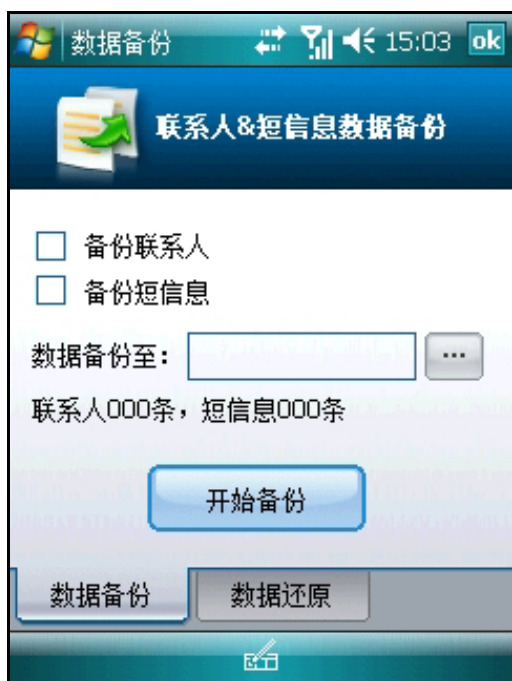 数据备份 15:03 ok
联系人&短信息数据备份
备份联系人
备份短信息
数据备份至： ...
联系人000条，短信息000条
开始备份
数据备份 数据还原